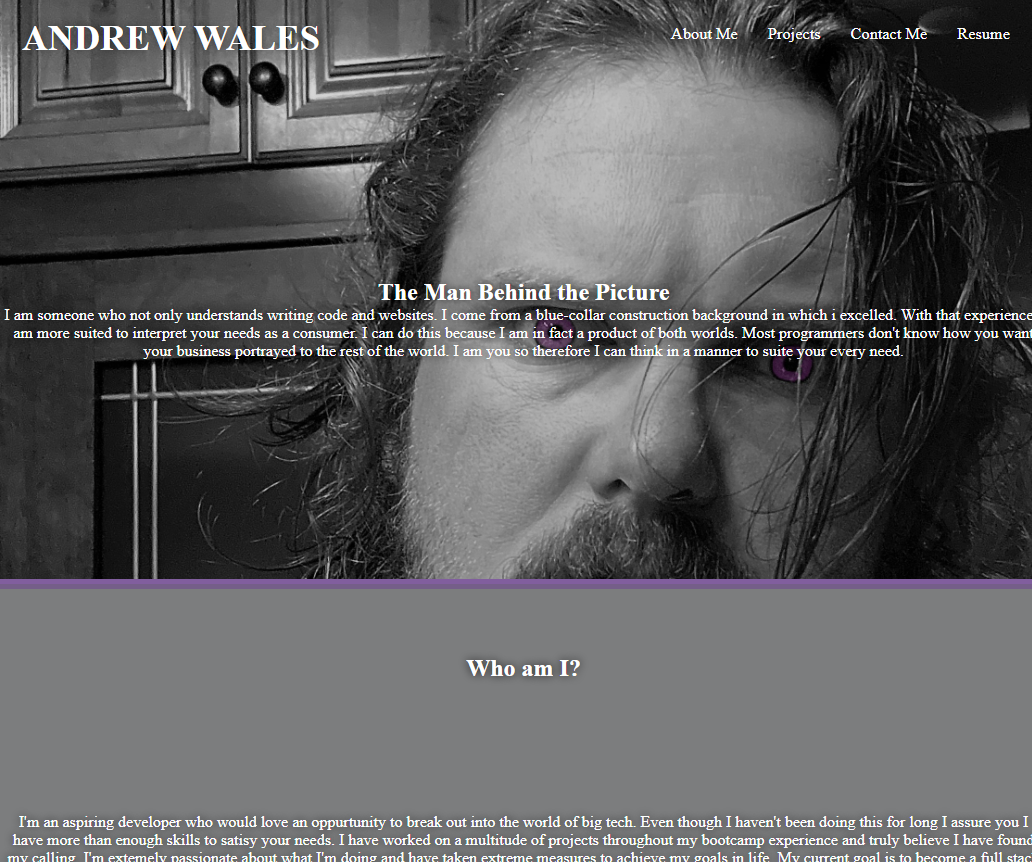 ANDREW WALES
About Me Projects Contact Me Resume
The Man Behind the Picture
I am someone who not only understands writing code and websites. I come from a blue-collar construction background in which i excelled. With that experience
am more suited to interpret your needs as a consumer. I can do this because I am in fact a product of both worlds. Most programmers don't know how you want
your business portrayed to the rest of the world. I am you so therefore I can think in a manner to suite your every need.
Who am I?
I'm an aspiring developer who would love an oppurtunity to break out into the world of big tech. Even though I haven't been doing this for long I assure you I
have more than enough skills to satisy your needs. I have worked on a multitude of projects throughout my bootcamp experience and truly believe I have found
my calling. I'm extemely passionate about what I'm doing and have taken extreme measures to achieve my goals in life. My current goal is to become a full stack